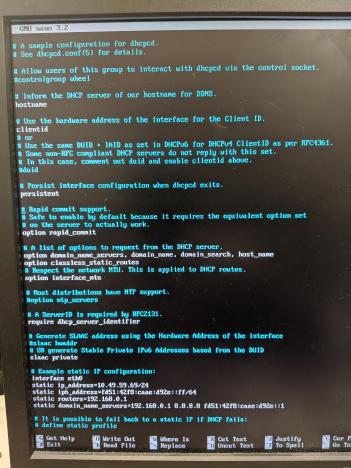 GNU nano 3.2
# A sample configuration for dhcpcd.
# See dhcpcd.conf(5) for details.
# Allow users of this group to interact with dhcpcd via the control socket.
#controlgroup wheel
# Inform the DHCP server of our hostname for DDNS.
hostname
# Use the hardware address of the interface for the Client ID.
clientid
# or
# Use the same DUID + IAID as set in DHCPv6 for DHCPv4 ClientID as per RFC4361.
# Some non-RFC compliant DHCP servers do not reply with this set.
# In this case, comment out duid and enable clientid above.
#duid
# Persist interface configuration when dhcpcd exits.
persistent
# Rapid commit support.
# Safe to enable by default because it requires the equivalent option set
# on the server to actually work.
option rapid_commit
# A list of options to request from the DHCP server.
option domain_name_servers, domain_name, domain_search, host_name
option classless_static_routes
# Respect the network MTU. This is applied to DHCP routes.
option interface_mtu
# Most distributions have NTP support.
#option ntp_servers
# A ServerID is required by RFC2131.
require dhcp_server_identifier
# Generate SLAAC address using the Hardware Address of the interface
#slaac hwaddr
# OR generate Stable Private IPv6 Addresses based from the DUID
slaac private
# Example static IP configuration:
interface eth0
static ip_address=10.49.59.69/24
static ip6_address=fd51:42f8:caae:d92e::ff/64
static routers=192.168.0.1
static domain_name_servers=192.168.0.1 8.8.8.8 fd51:42f8:caae:d92e::1
# It is possible to fall back to a static IP if DHCP fails:
# define static profile
^G Get Help ^O Write Out ^W Where Is ^K Cut Text ^J Justify
^X Exit ^R Read File ^\ Replace ^U Uncut Text ^T To Spell